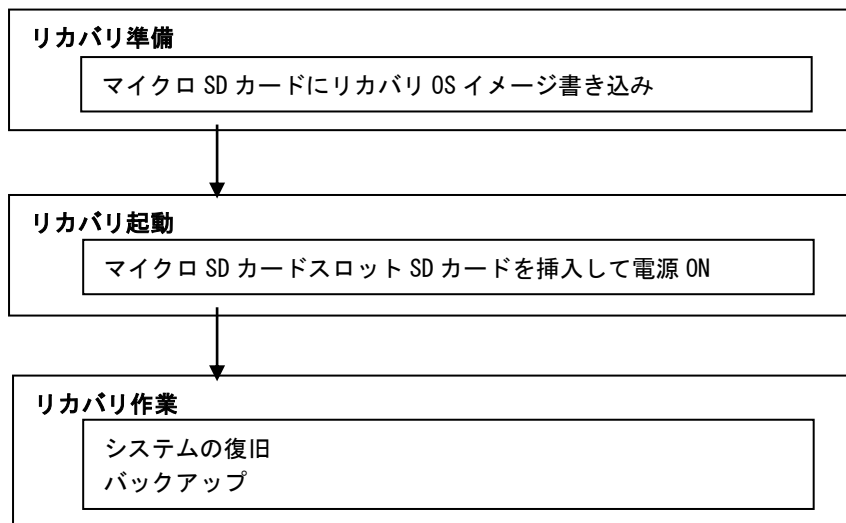 リカバリ準備
マイクロ SD カードにリカバリ OS イメージ書き込み
リカバリ起動
マイクロ SD カードスロット SD カードを挿入して電源 ON
リカバリ作業
システムの復旧
バックアップ